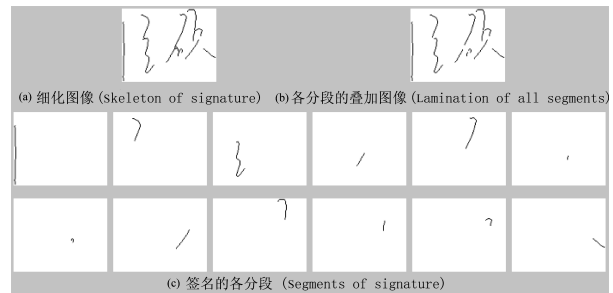 (a) 细化图像(Skeleton of signature) (b) 各分段的叠加图像(Lamination of all segments)
(c) 签名的各分段 (Segments of signature)